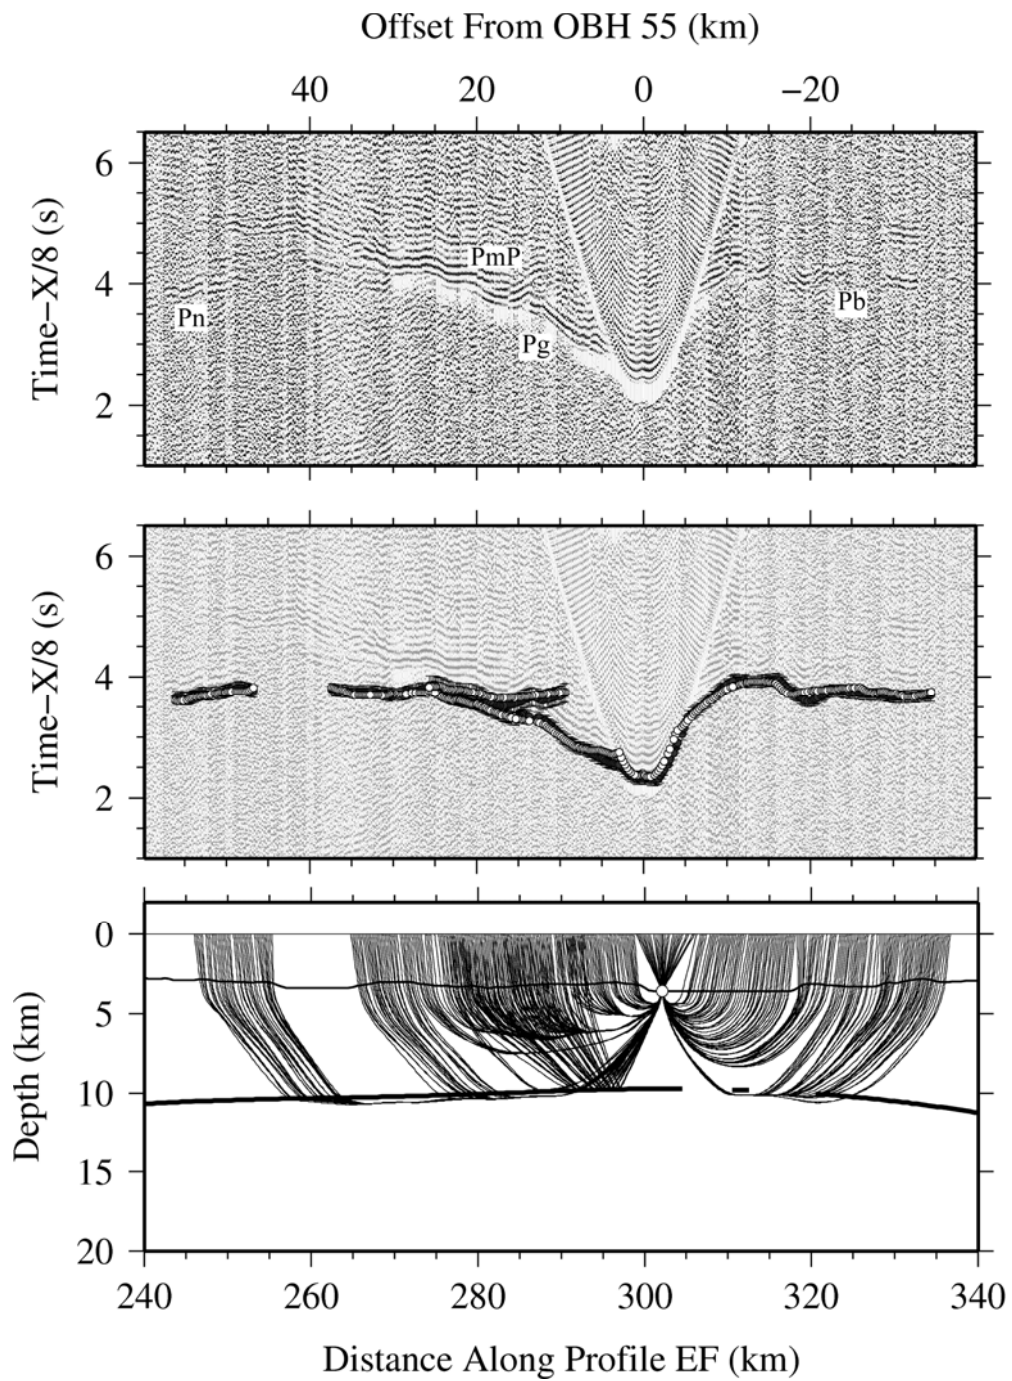 Offset From OBH 55 (km)
40 20 0 −20
6
4
2
Time−X/8 (s)
PmP
Pn
Pb
Pg
6
4
2
Time−X/8 (s)
0
5
10
15
20
Depth (km)
240 260 280 300 320 340
Distance Along Profile EF (km)